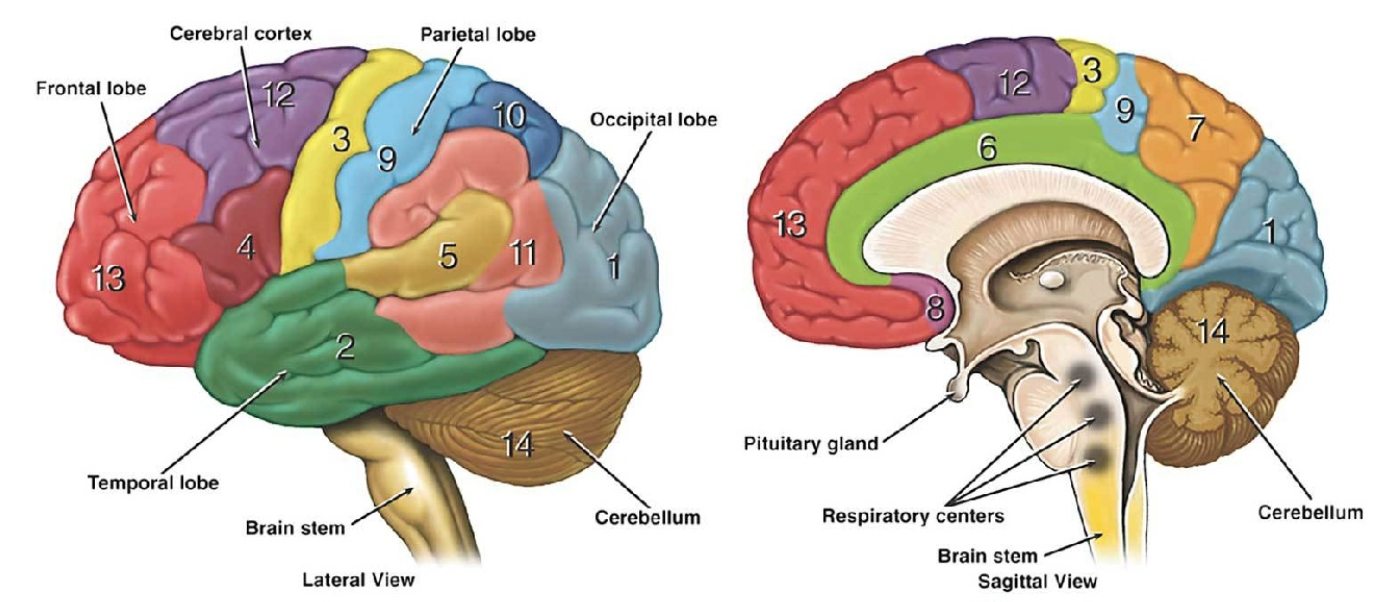 Cerebral cortex
Parietal lobe
Frontal lobe
12
10
Occipital lobe
3
9
13
4
5
11
1
2
14
Temporal lobe
Brain stem
Cerebellum
Lateral View
12
3
9
7
6
13
1
8
14
Pituitary gland
Respiratory centers
Cerebellum
Brain stem
Sagittal View